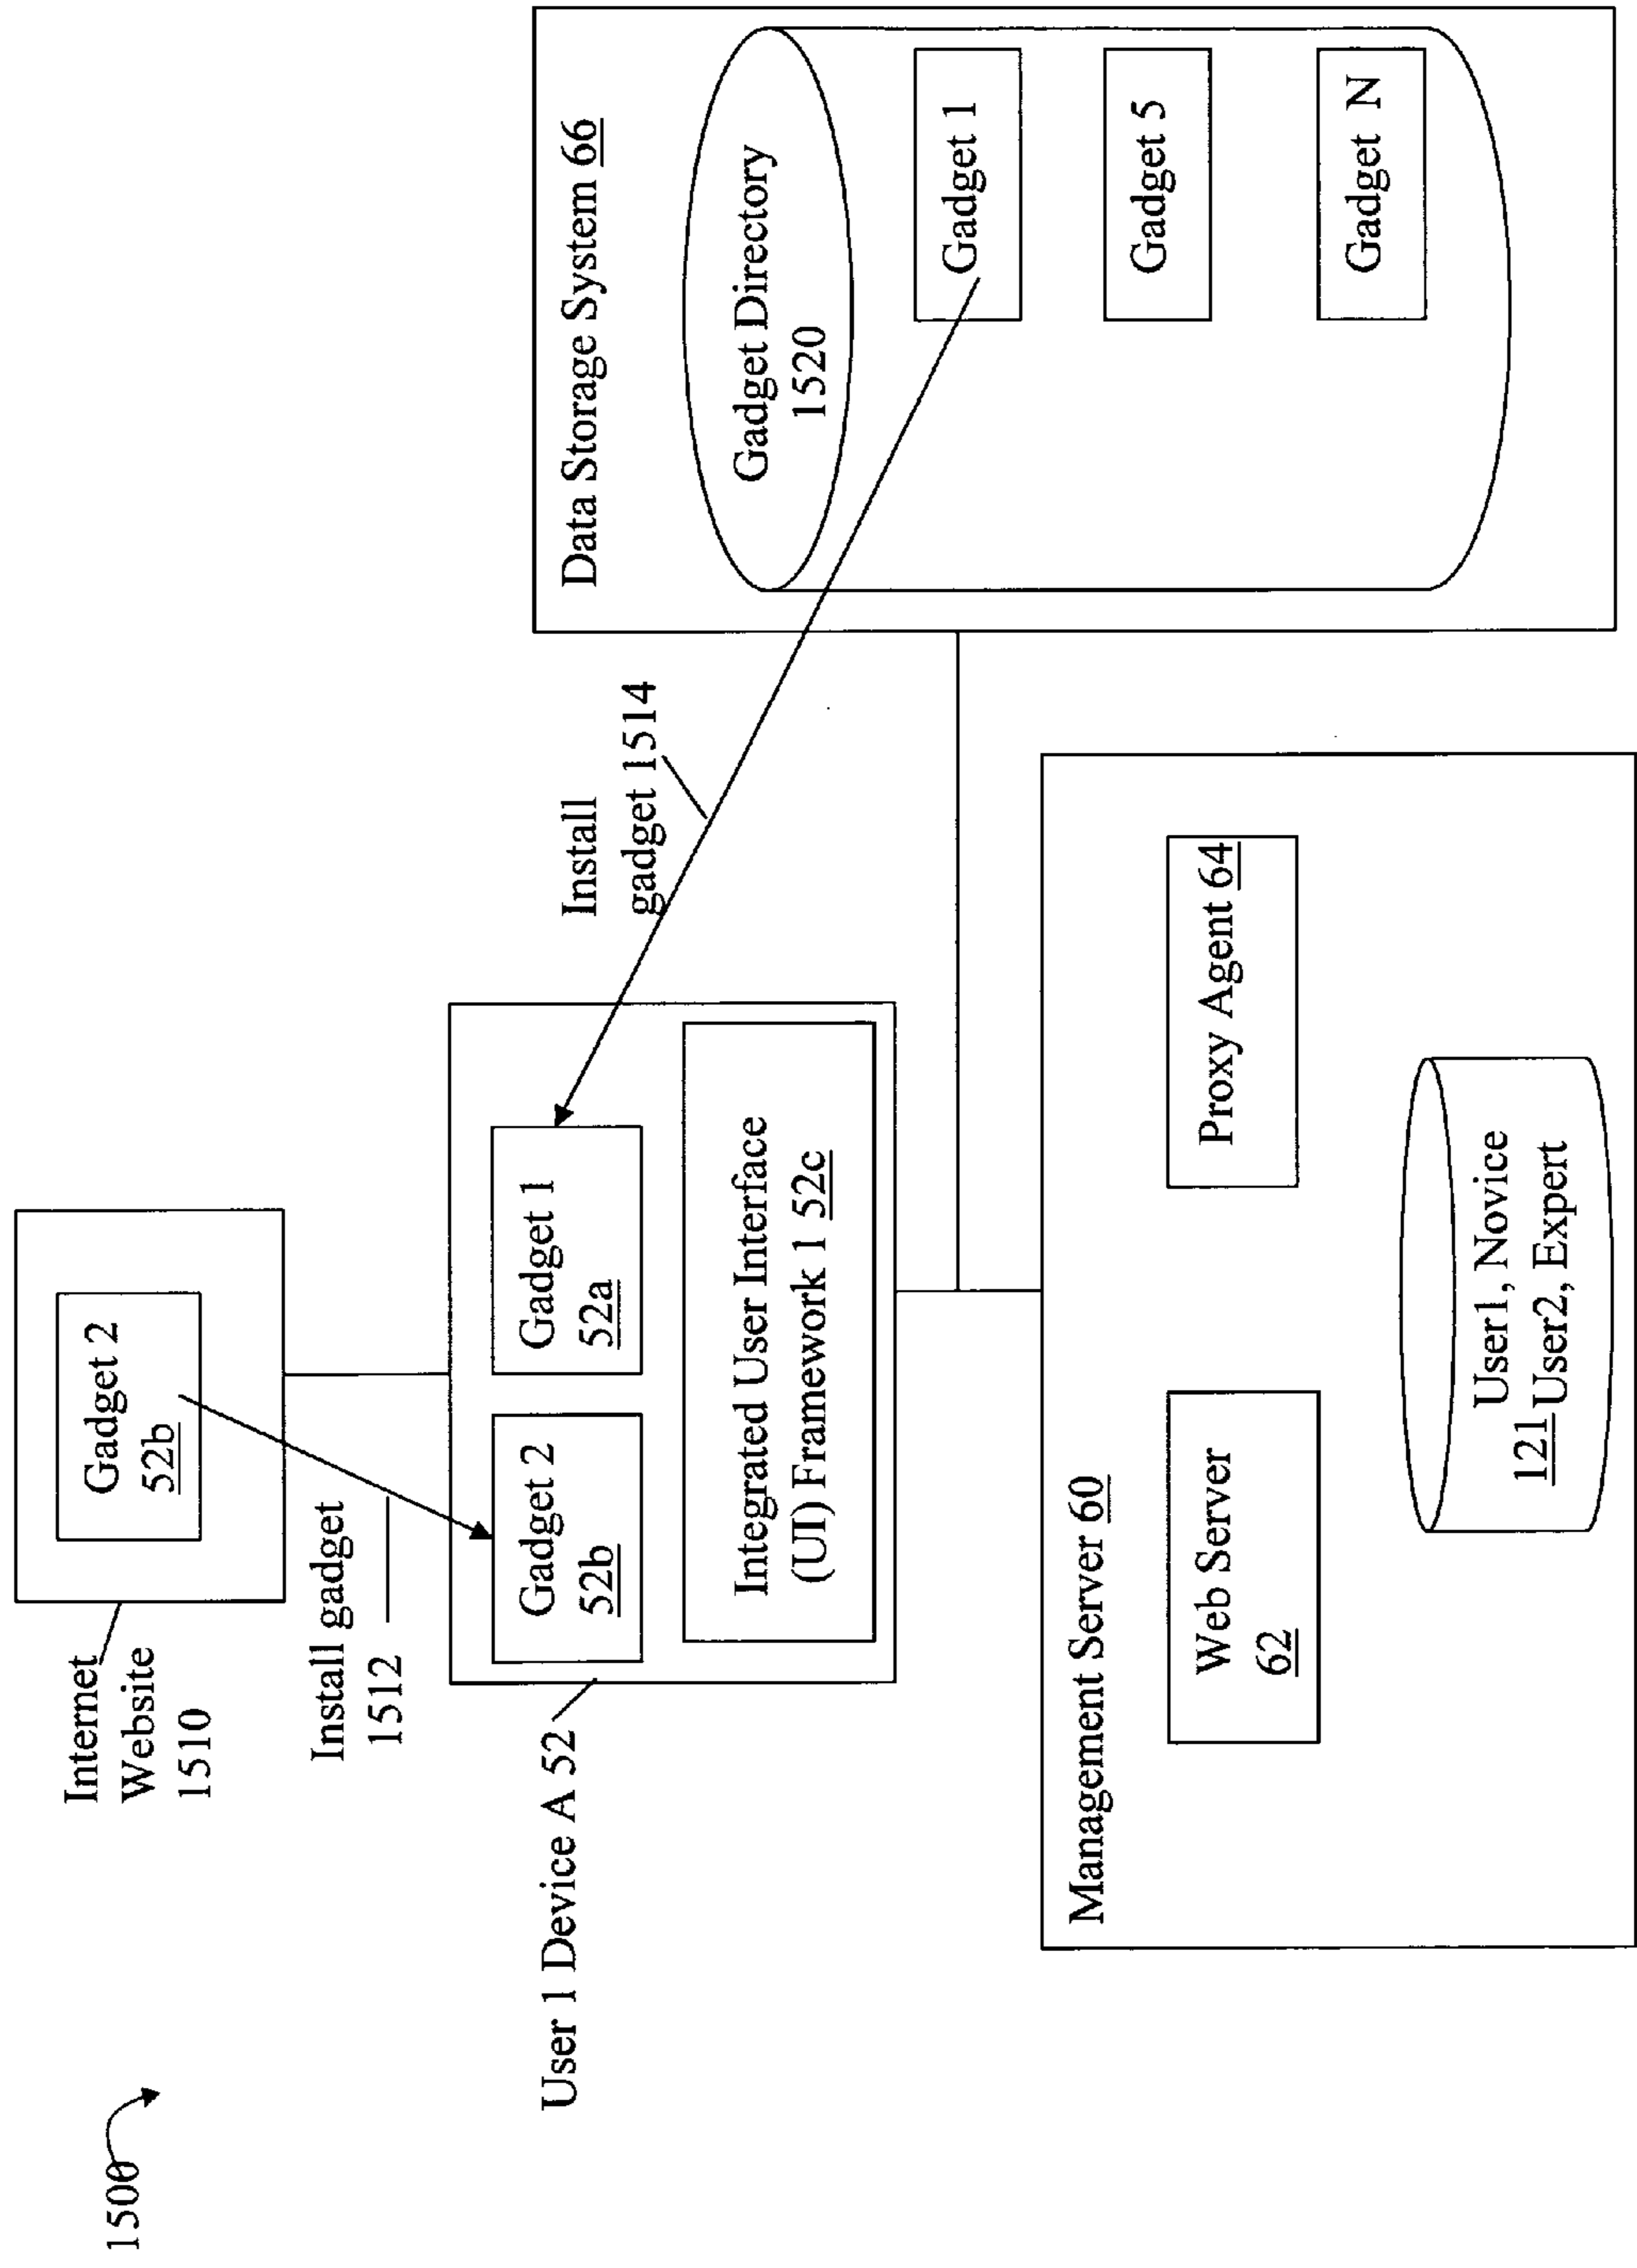 1500
Internet
Website
1510
Gadget 2
52b
Install gadget
1512
User 1 Device A 52
Gadget 2
52b
Gadget 1
52a
Integrated User Interface
(UI) Framework 1 52c
Install
gadget 1514
Data Storage System 66
Gadget Directory
1520
Gadget 1
Gadget 5
Gadget N
Management Server 60
Web Server
62
Proxy Agent 64
User1, Novice
121 User2, Expert